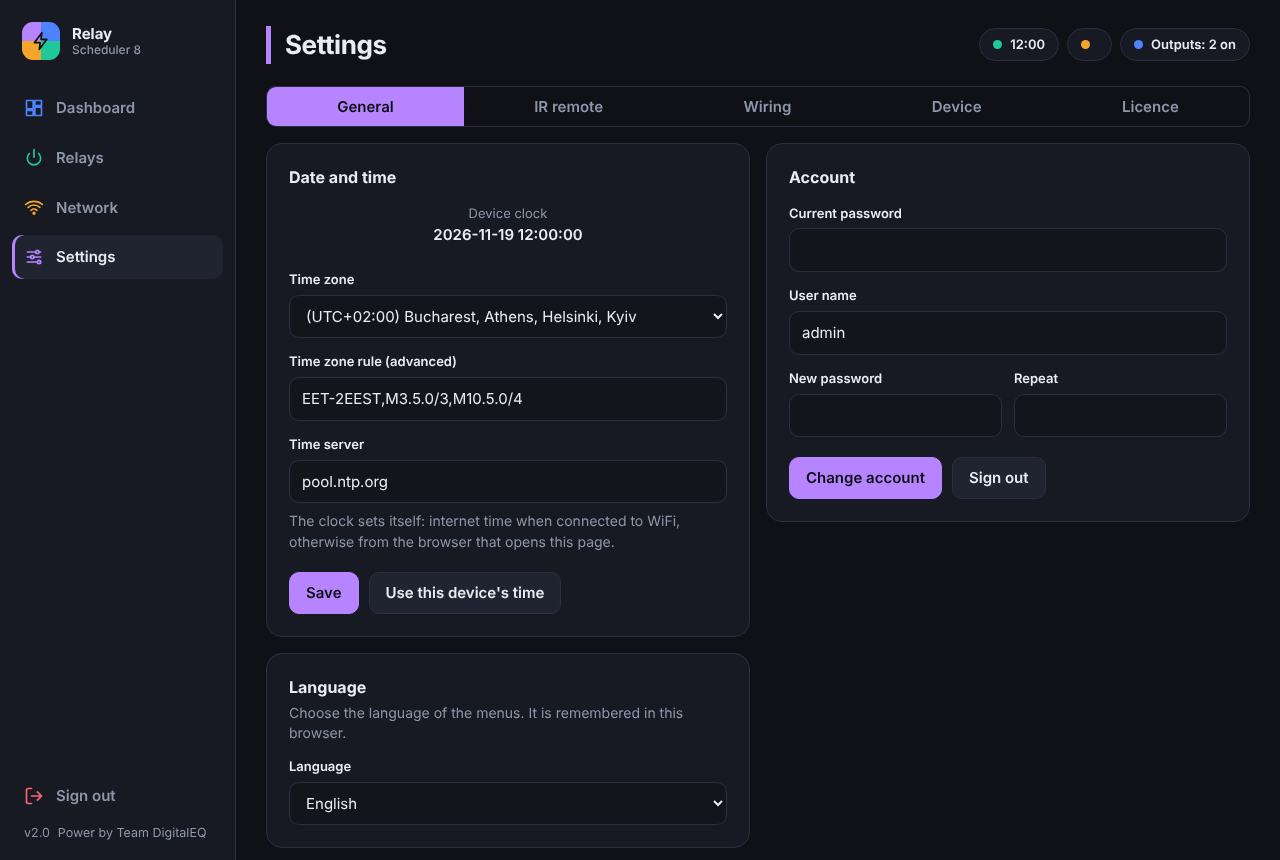 Relay
Scheduler 8
Dashboard
Relays
Network
Settings
Sign out
v2.0 Power by Team DigitalEQ
Settings
12:00
Outputs: 2 on
General
IR remote
Wiring
Device
Licence
Date and time
Device clock
2026-11-19 12:00:00
Time zone
(UTC+02:00) Bucharest, Athens, Helsinki, Kyiv
Time zone rule (advanced)
EET-2EEST,M3.5.0/3,M10.5.0/4
Time server
pool.ntp.org
The clock sets itself: internet time when connected to WiFi,
otherwise from the browser that opens this page.
Save
Use this device's time
Language
Choose the language of the menus. It is remembered in this
browser.
Language
English
Account
Current password
User name
admin
New password
Repeat
Change account
Sign out